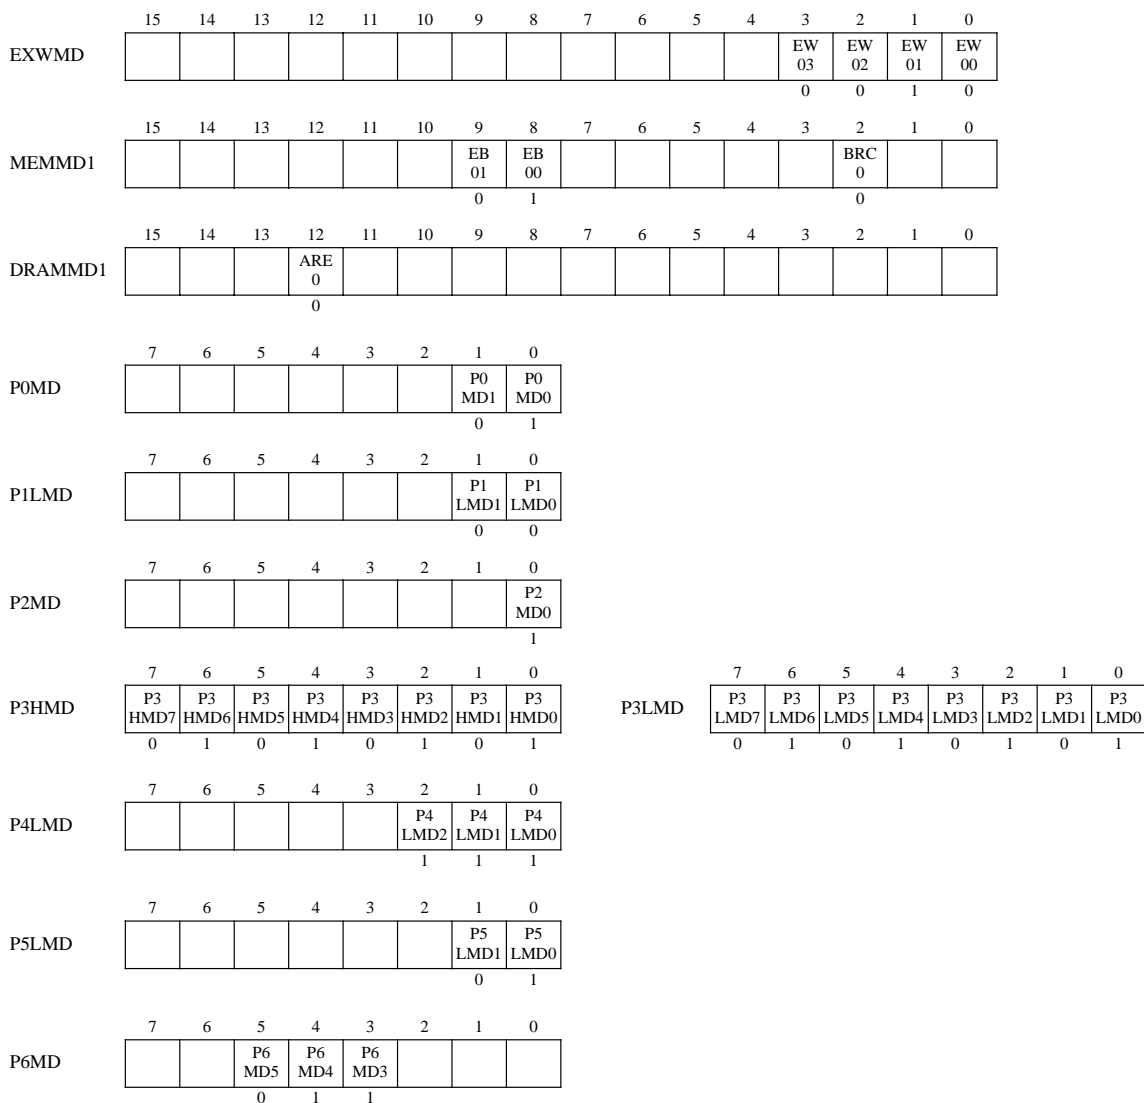 15 14 13 12 11 10 9 8 7 6 5 4 3 2 1 0
EXWMD
EW 03 EW 02 EW 01 EW 00
0 0 1 0
15 14 13 12 11 10 9 8 7 6 5 4 3 2 1 0
MEMMD1
EB 01 EB 00 BRC 0
0 1 0
15 14 13 12 11 10 9 8 7 6 5 4 3 2 1 0
DRAMMD1
ARE 0
0
7 6 5 4 3 2 1 0
P0MD
P0 MD1 P0 MD0
0 1
7 6 5 4 3 2 1 0
P1LMD
P1 LMD1 P1 LMD0
0 0
7 6 5 4 3 2 1 0
P2MD
P2 MD0
1
7 6 5 4 3 2 1 0
P3HMD
P3 HMD7 P3 HMD6 P3 HMD5 P3 HMD4 P3 HMD3 P3 HMD2 P3 HMD1 P3 HMD0
0 1 0 1 0 1 0 1
7 6 5 4 3 2 1 0
P3LMD
P3 LMD7 P3 LMD6 P3 LMD5 P3 LMD4 P3 LMD3 P3 LMD2 P3 LMD1 P3 LMD0
0 1 0 1 0 1 0 1
7 6 5 4 3 2 1 0
P4LMD
P4 LMD2 P4 LMD1 P4 LMD0
1 1 1
7 6 5 4 3 2 1 0
P5LMD
P5 LMD1 P5 LMD0
0 1
7 6 5 4 3 2 1 0
P6MD
P6 MD5 P6 MD4 P6 MD3
0 1 1